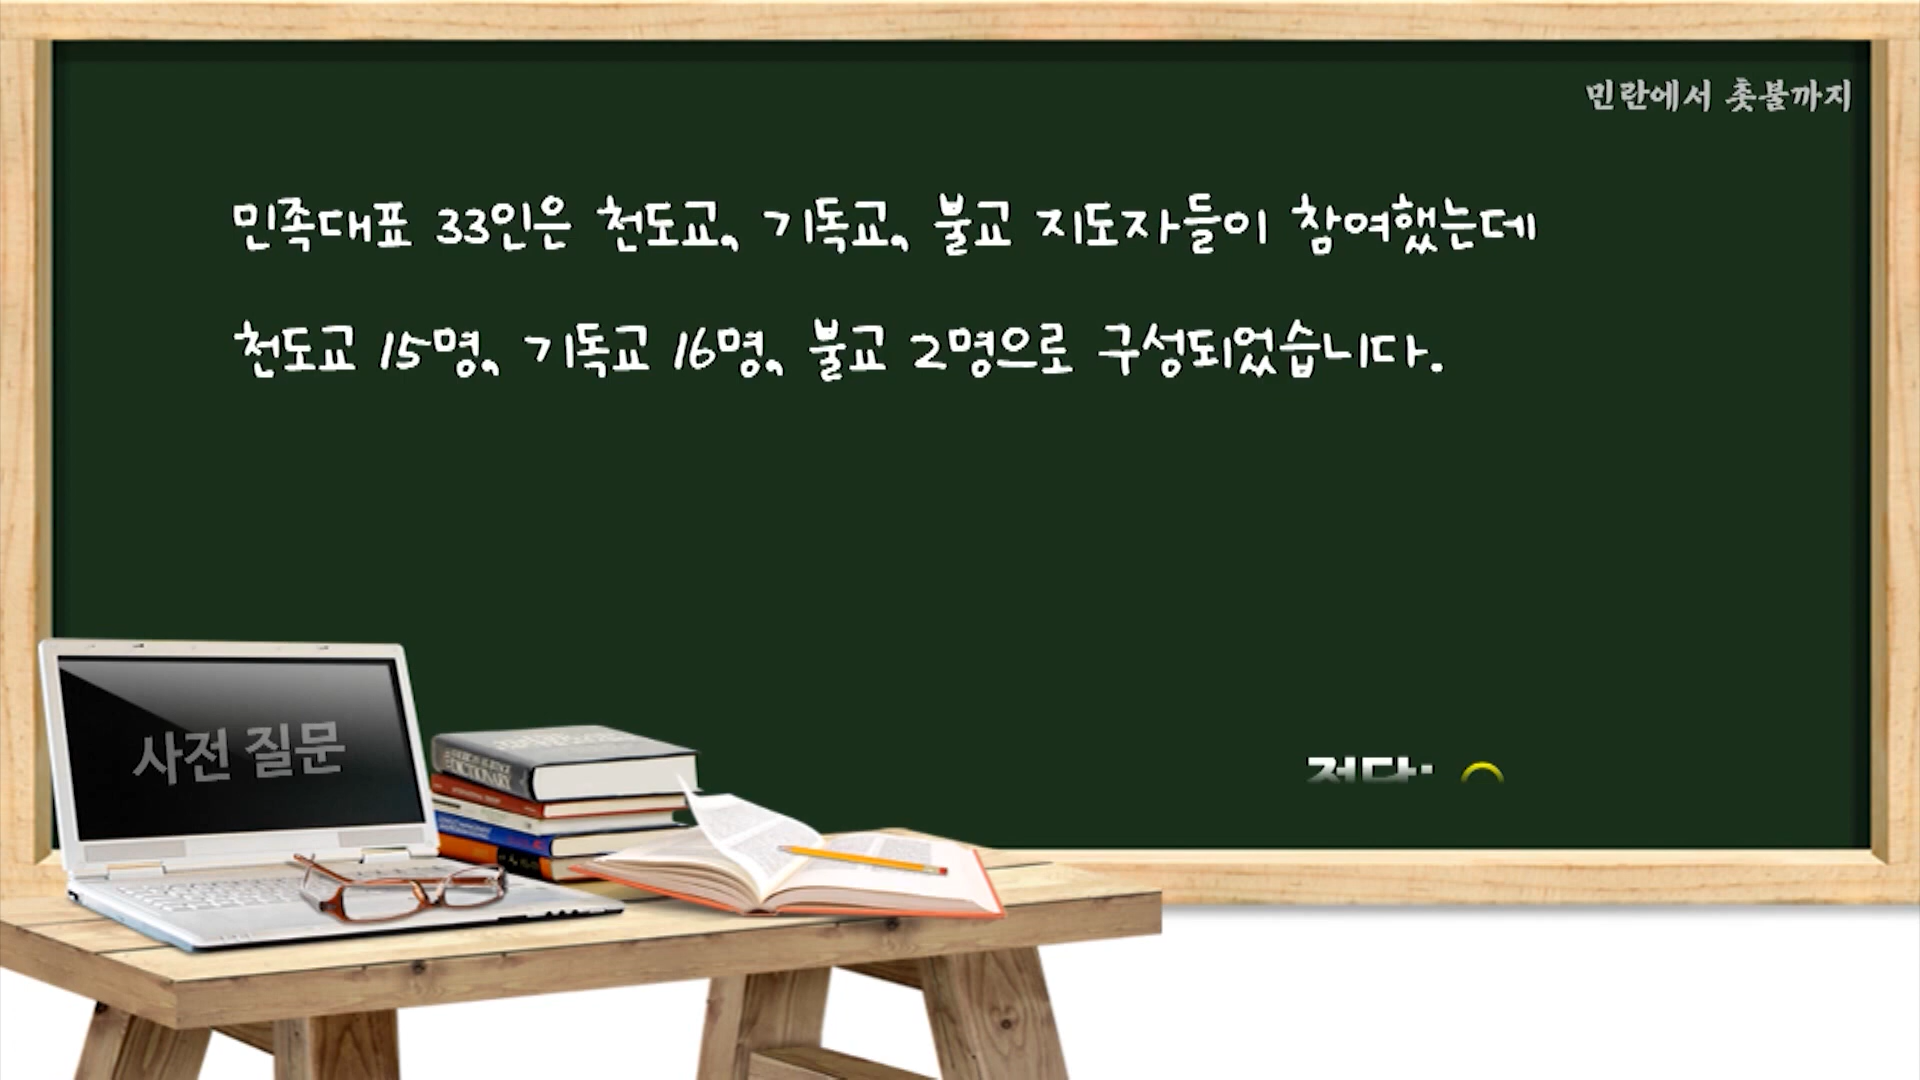 민란에서 촛불까지
민족대표 33인은 천도교, 기독교, 불교 지도자들이 참여했는데
천도교 15명, 기독교 16명, 불교 2명으로 구성되었습니다.
사전 질문
DICTIONARY